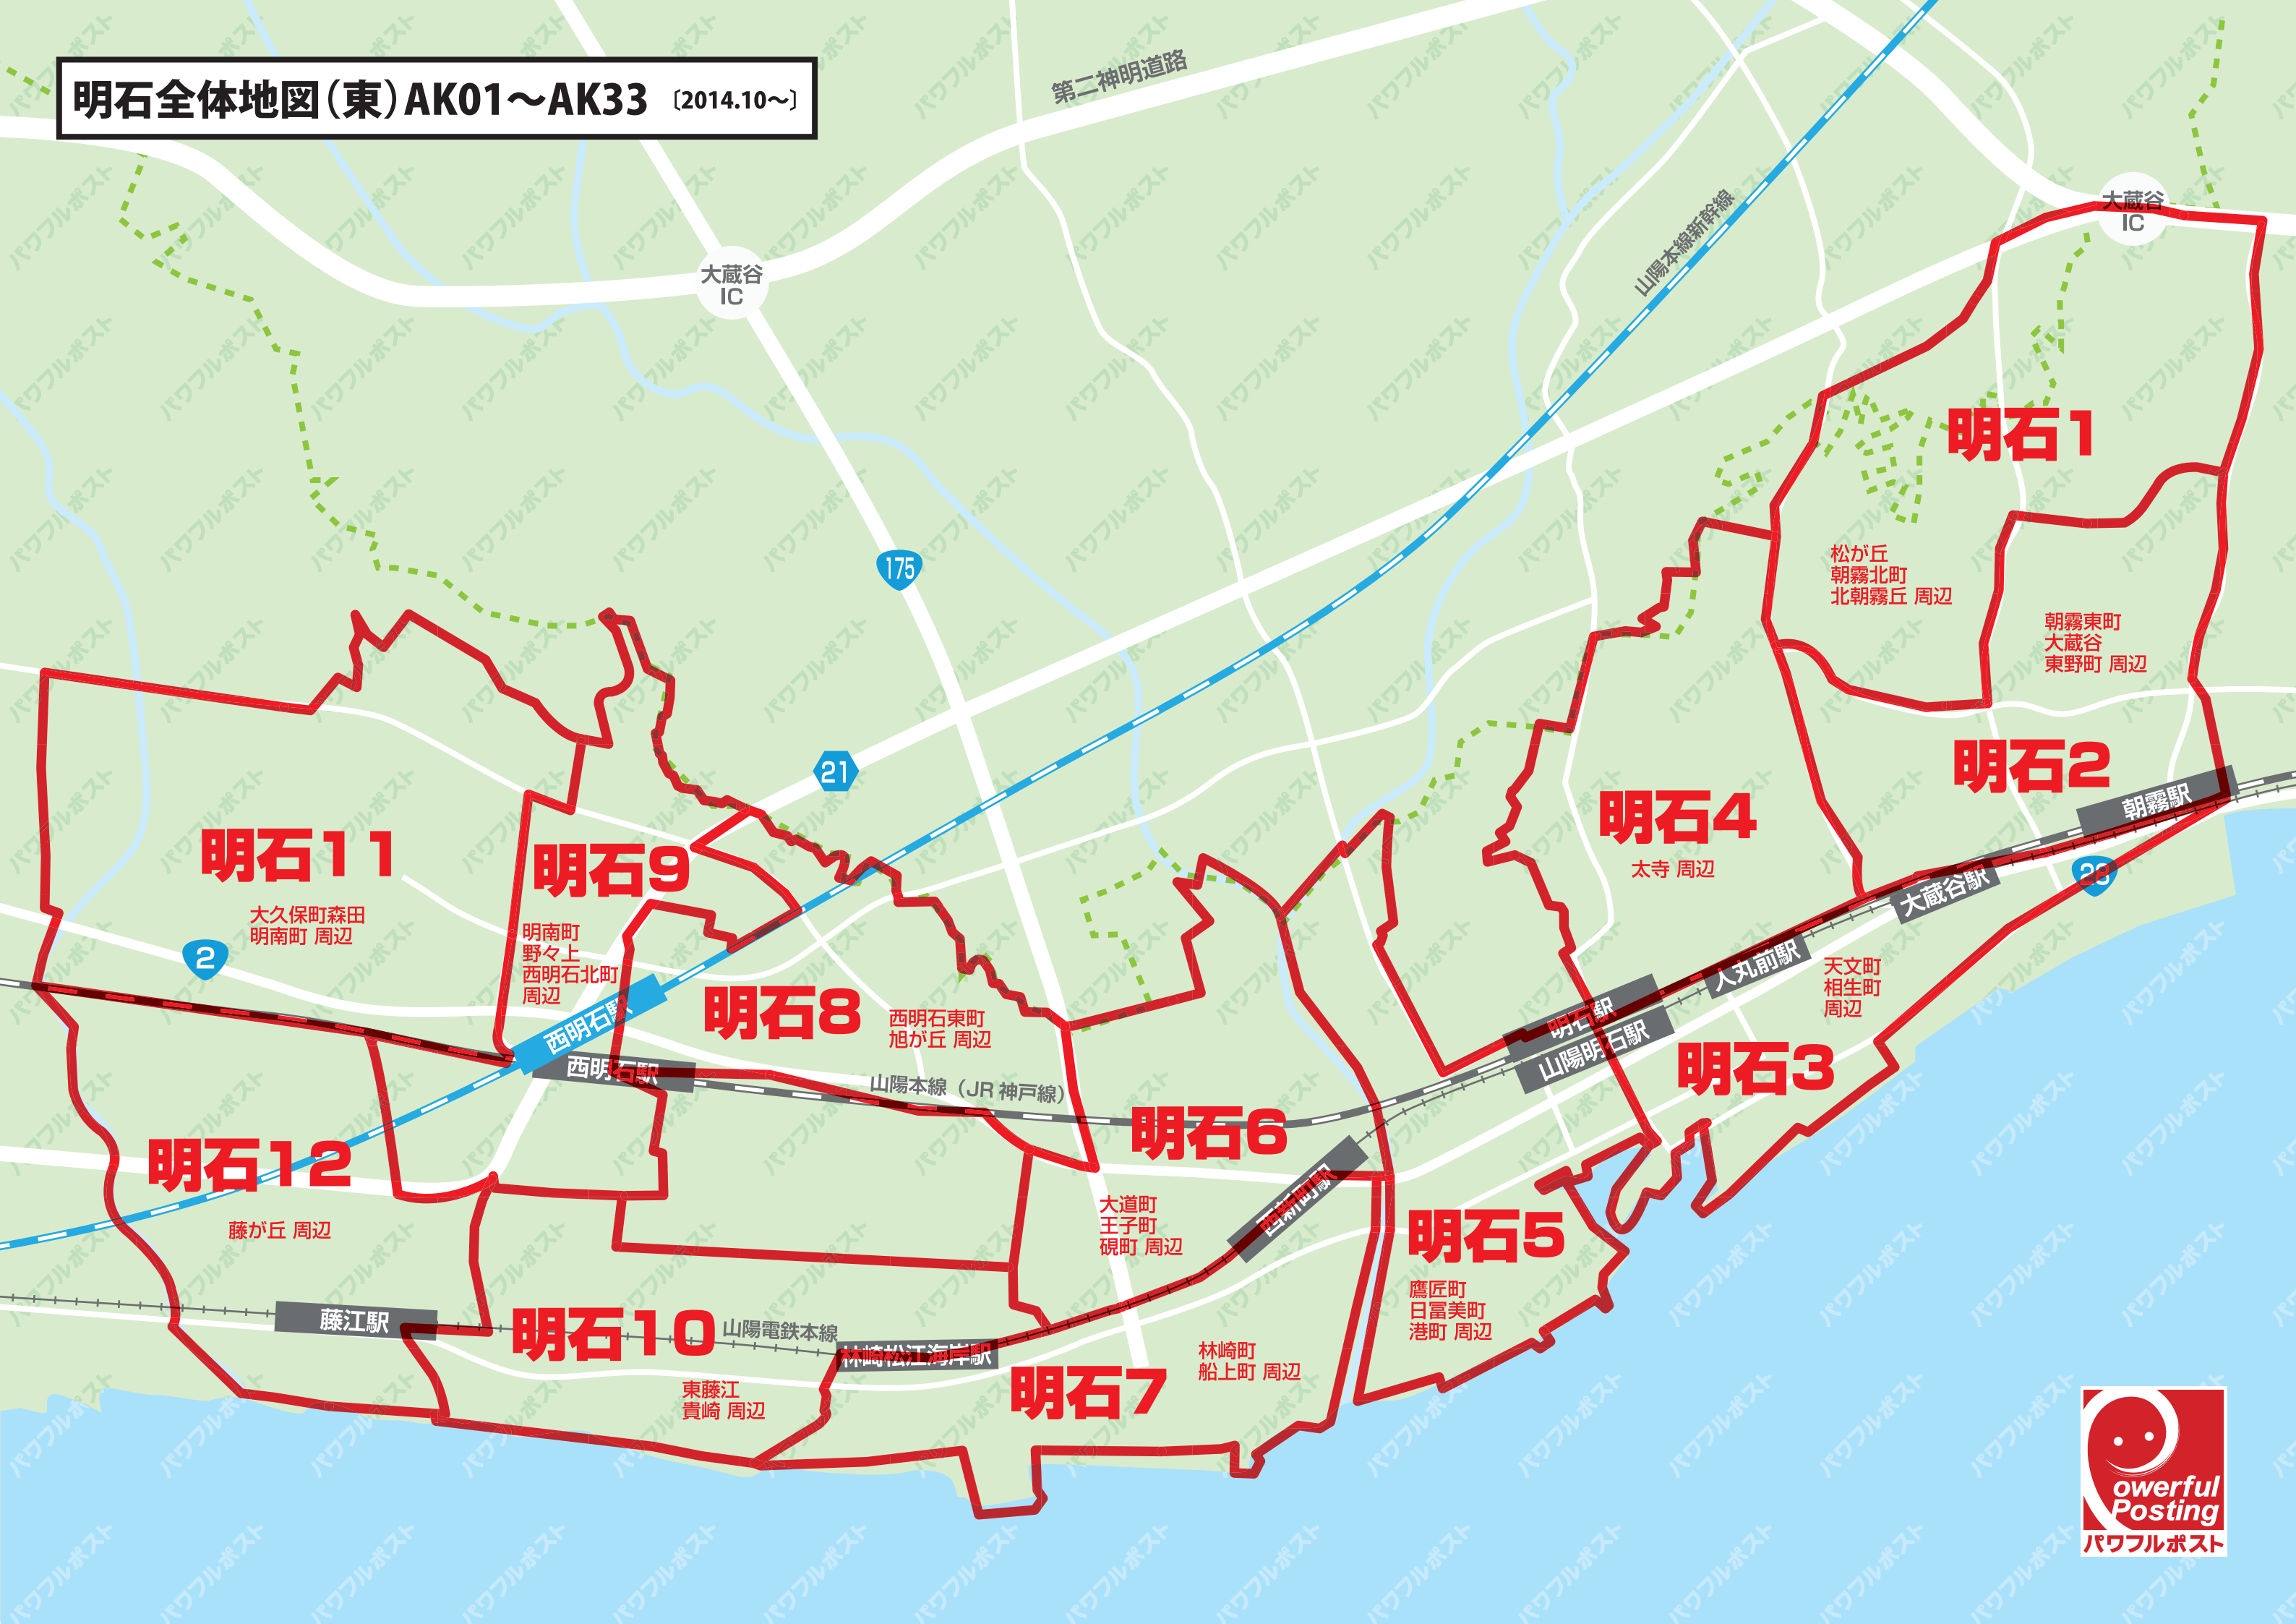 明石全体地図（東）AK01～AK33 〔2014.10～〕
第二神明道路
山陽本線新幹線
大蔵谷
IC
大蔵谷
IC
明石1
松が丘
朝霧北町
北朝霧丘 周辺
朝霧東町
大蔵谷
東野町 周辺
175
21
明石2
朝霧駅
明石4
太寺 周辺
大蔵谷駅
明石11
大久保町森田
明南町 周辺
2
明石9
明南町
野々上
西明石北町
周辺
西明石駅
西明石駅
明石8
西明石東町
旭が丘 周辺
山陽本線（JR 神戸線）
人丸前駅
明石駅
山陽明石駅
天文町
相生町
周辺
明石3
明石6
大道町
王子町
硯町 周辺
西新町駅
明石5
鷹匠町
日冨美町
港町 周辺
明石12
藤が丘 周辺
藤江駅
明石10
山陽電鉄本線
林崎松江海岸駅
東藤江
貴崎 周辺
明石7
林崎町
船上町 周辺
Powerful
Posting
パワフルポスト